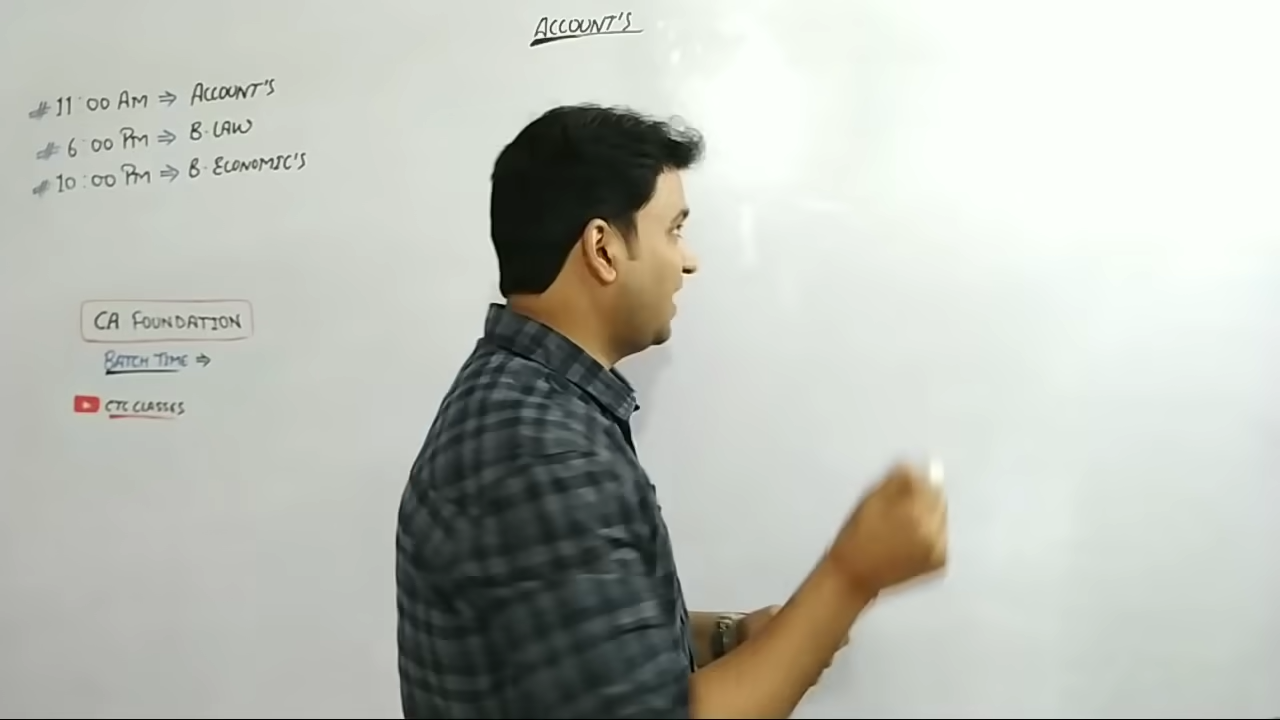 ACCOUNT'S
# 11:00 AM ⇒ ACCOUNT'S
# 6:00 PM ⇒ B.LAW
# 10:00 PM ⇒ B.ECONOMIC'S
CA FOUNDATION
BATCH TIME ⇒
CTC CLASSES